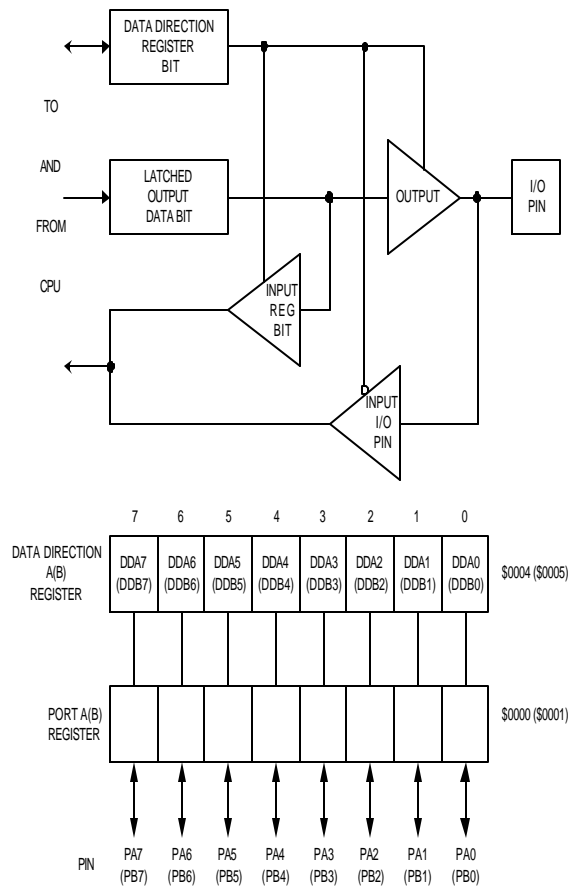 DATA DIRECTION
REGISTER
BIT
TO
AND
FROM
CPU
LATCHED
OUTPUT
DATA BIT
OUTPUT
I/O
PIN
INPUT
REG
BIT
INPUT
I/O
PIN
7 6 5 4 3 2 1 0
DATA DIRECTION
A(B)
REGISTER
DDA7 DDA6 DDA5 DDA4 DDA3 DDA2 DDA1 DDA0
(DDB7) (DDB6) (DDB5) (DDB4) (DDB3) (DDB2) (DDB1) (DDB0)
$0004 ($0005)
PORT A(B)
REGISTER
$0000 ($0001)
PIN
PA7 PA6 PA5 PA4 PA3 PA2 PA1 PA0
(PB7) (PB6) (PB5) (PB4) (PB3) (PB2) (PB1) (PB0)